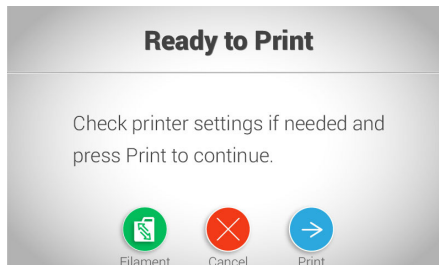 Ready to Print
Check printer settings if needed and
press Print to continue.
Filament Cancel Print